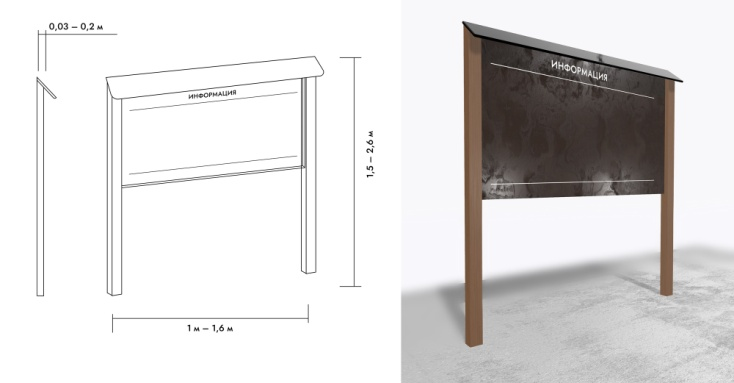 0,03 – 0,2 м
ИНФОРМАЦИЯ
1,5 – 2,6 м
1 м – 1,6 м
ИНФОРМАЦИЯ